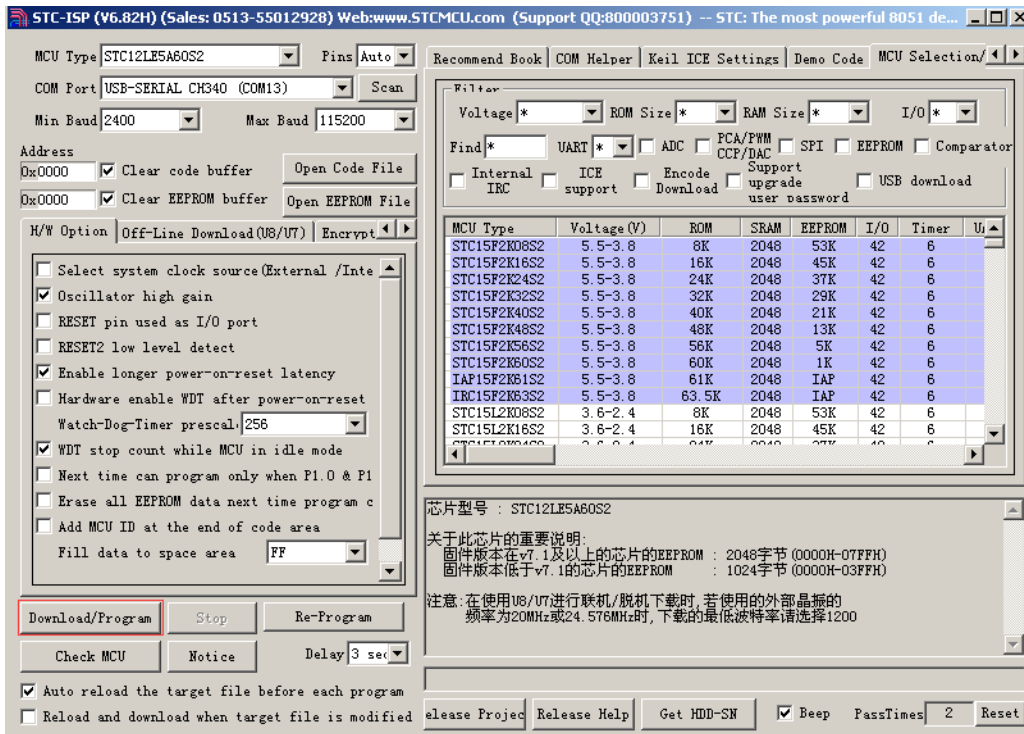 STC-ISP (V6.82H) (Sales: 0513-55012928) Web:www.STCMCU.com (Support QQ:800003751) -- STC: The most powerful 8051 de...
MCU Type STC12LE5A60S2 Pins Auto
COM Port USB-SERIAL CH340 (COM13) Scan
Min Baud 2400 Max Baud 115200
Address
0x0000 Clear code buffer Open Code File
0x0000 Clear EEPROM buffer Open EEPROM File
H/W Option Off-Line Download(U8/U7) Encrypt
Select system clock source(External /Inte
Oscillator high gain
RESET pin used as I/O port
RESET2 low level detect
Enable longer power-on-reset latency
Hardware enable WDT after power-on-reset
Watch-Dog-Timer prescal 256
WDT stop count while MCU in idle mode
Next time can program only when P1.0 & P1
Erase all EEPROM data next time program c
Add MCU ID at the end of code area
Fill data to space area FF
Download/Program Stop Re-Program
Check MCU Notice Delay 3 sec
Auto reload the target file before each program
Reload and download when target file is modified
Recommend Book COM Helper Keil ICE Settings Demo Code MCU Selection/
Filter
Voltage * ROM Size * RAM Size * I/O *
Find * UART * ADC PCA/PWM CCP/DAC SPI EEPROM Comparator
Internal IRC ICE support Encode Download Support upgrade user password USB download
MCU Type Voltage(V) ROM SRAM EEPROM I/O Timer
STC15F2K08S2 5.5-3.8 8K 2048 53K 42 6
STC15F2K16S2 5.5-3.8 16K 2048 45K 42 6
STC15F2K24S2 5.5-3.8 24K 2048 37K 42 6
STC15F2K32S2 5.5-3.8 32K 2048 29K 42 6
STC15F2K40S2 5.5-3.8 40K 2048 21K 42 6
STC15F2K48S2 5.5-3.8 48K 2048 13K 42 6
STC15F2K56S2 5.5-3.8 56K 2048 5K 42 6
STC15F2K60S2 5.5-3.8 60K 2048 1K 42 6
IAP15F2K61S2 5.5-3.8 61K 2048 IAP 42 6
IRC15F2K63S2 5.5-3.8 63.5K 2048 IAP 42 6
STC15L2K08S2 3.6-2.4 8K 2048 53K 42 6
STC15L2K16S2 3.6-2.4 16K 2048 45K 42 6
芯片型号 : STC12LE5A60S2
关于此芯片的重要说明:
固件版本在v7.1及以上的芯片的EEPROM : 2048字节(0000H-07FFH)
固件版本低于v7.1的芯片的EEPROM : 1024字节(0000H-03FFH)
注意:在使用U8/U7进行联机/脱机下载时,若使用的外部晶振的
频率为20MHz或24.576MHz时,下载的最低波特率请选择1200
elease Projec Release Help Get HDD-SN Beep PassTimes 2 Reset